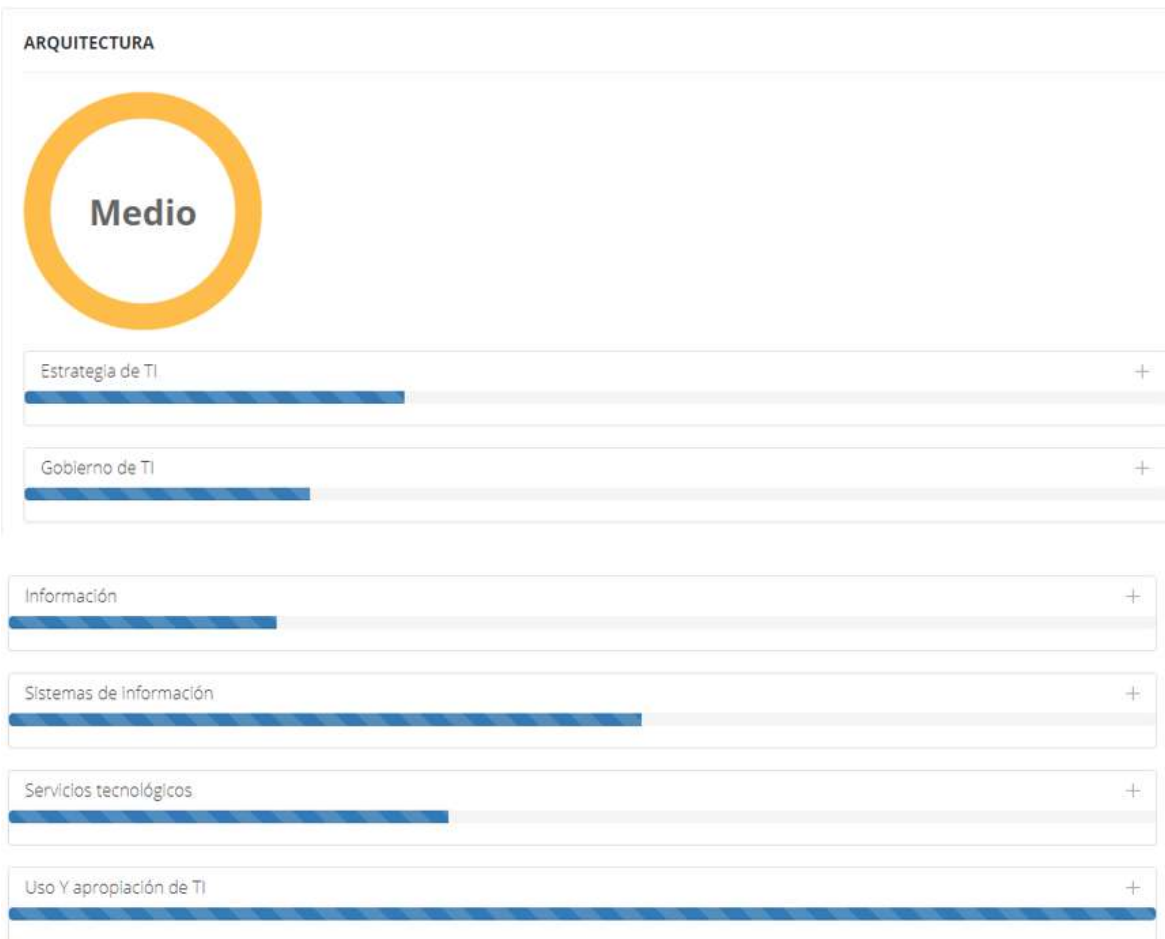 ARQUITECTURA
Medio
Estrategia de TI
Gobierno de TI
Información
Sistemas de información
Servicios tecnológicos
Uso Y apropiación de TI